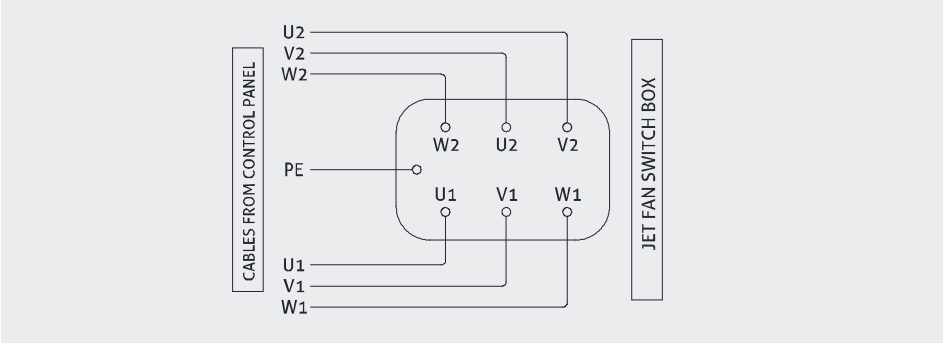 U2
V2
W2
CABLES FROM CONTROL PANEL
JET FAN SWITCH BOX
W2 U2 V2
PE
U1 V1 W1
U1
V1
W1